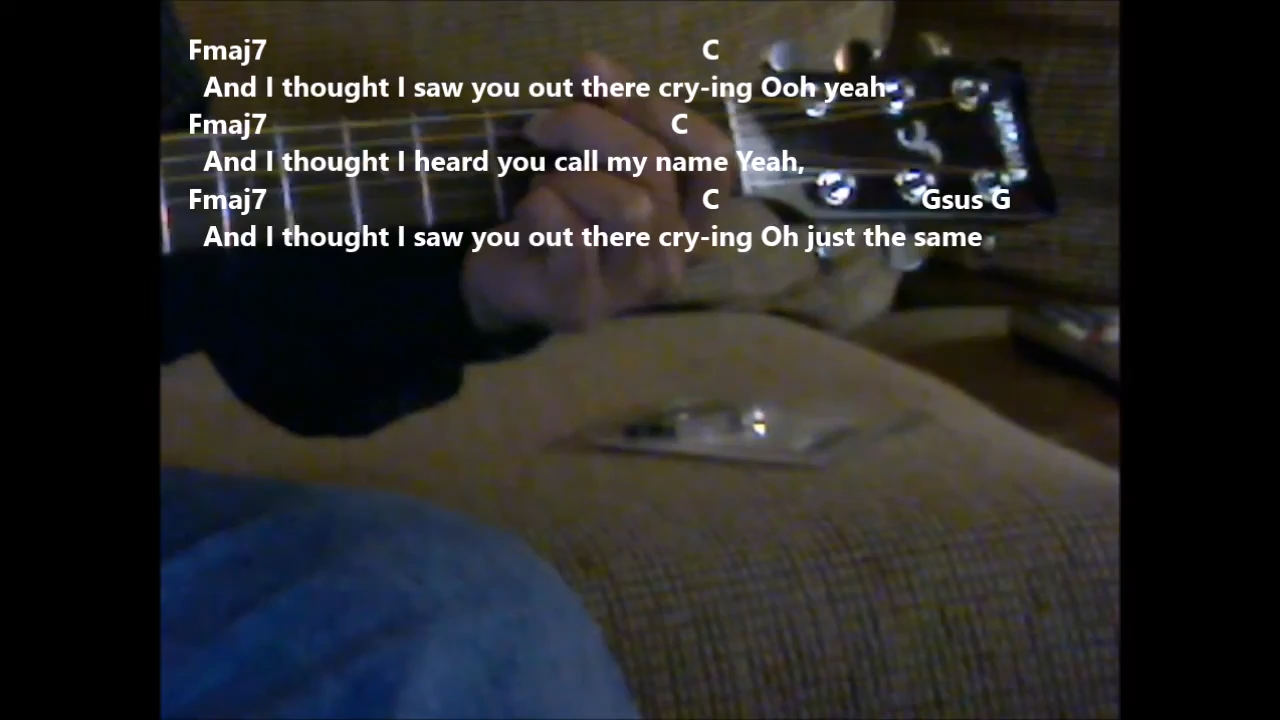 Fmaj7 C
And I thought I saw you out there cry-ing Ooh yeah
Fmaj7 C
And I thought I heard you call my name Yeah,
Fmaj7 C Gsus G
And I thought I saw you out there cry-ing Oh just the same